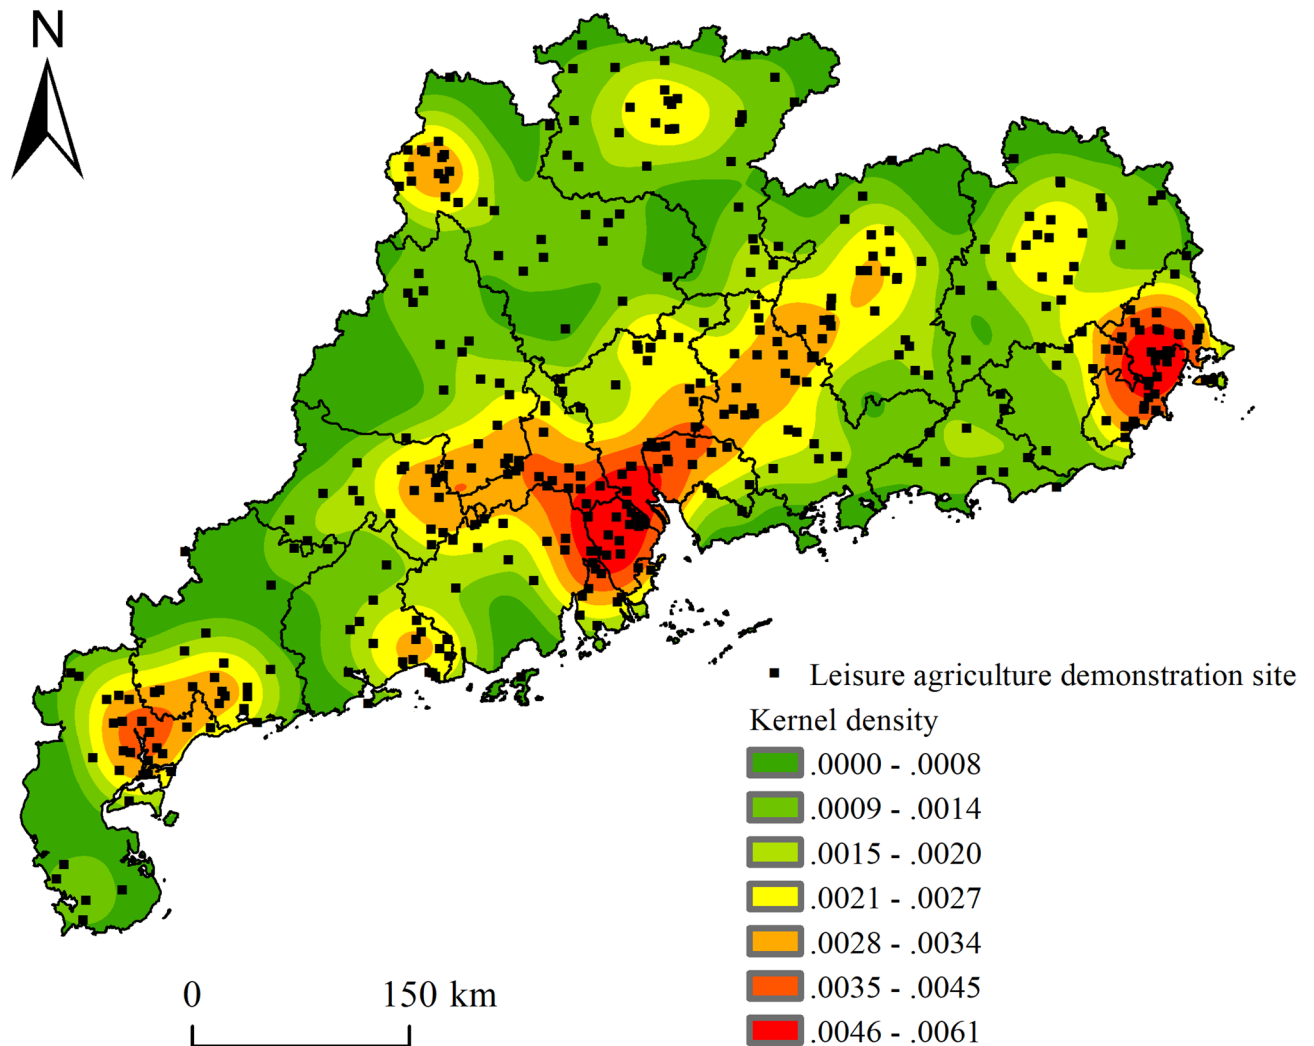 N
Leisure agriculture demonstration site
Kernel density
.0000 - .0008
.0009 - .0014
.0015 - .0020
.0021 - .0027
.0028 - .0034
.0035 - .0045
.0046 - .0061
0 150 km